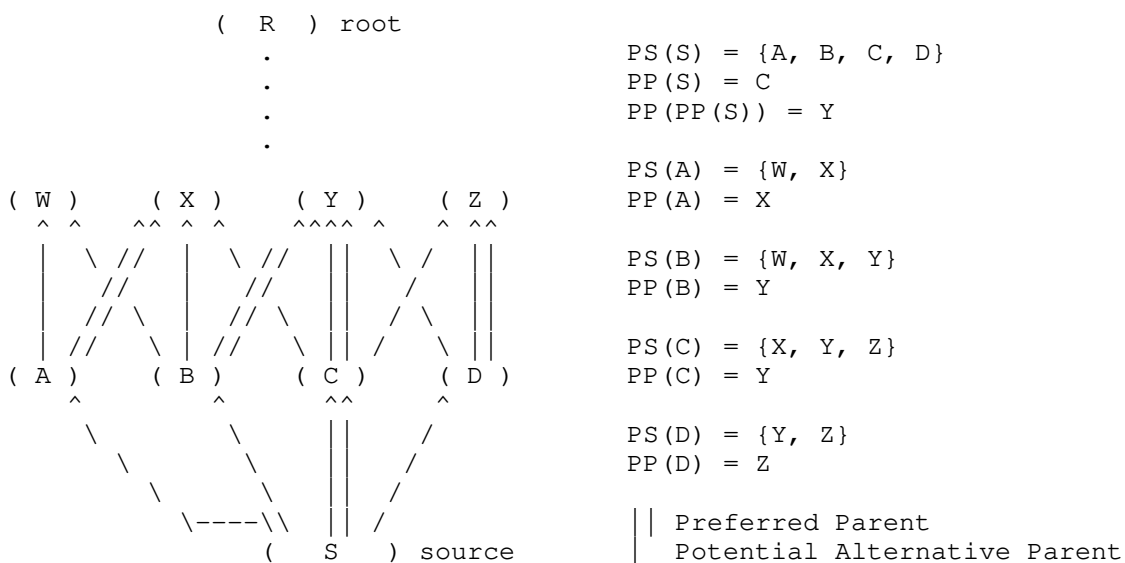 ( R ) root
PS(S) = {A, B, C, D}
PP(S) = C
PP(PP(S)) = Y
PS(A) = {W, X}
( W ) ( X ) ( Y ) ( Z )
PP(A) = X
PS(B) = {W, X, Y}
PP(B) = Y
PS(C) = {X, Y, Z}
( A ) ( B ) ( C ) ( D )
PP(C) = Y
PS(D) = {Y, Z}
PP(D) = Z
|| Preferred Parent
( S ) source
| Potential Alternative Parent